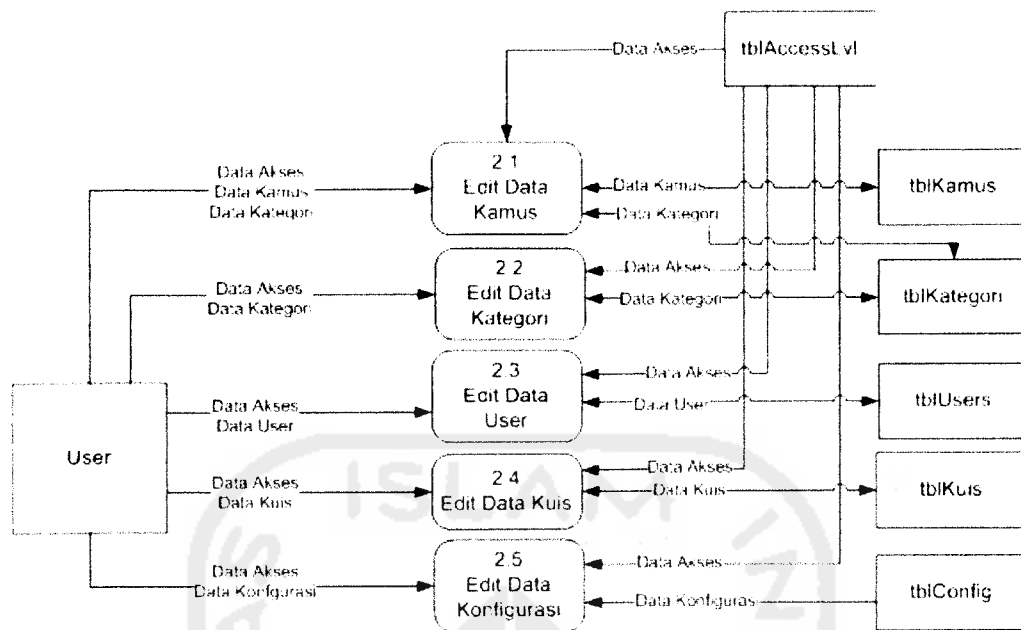 Data Akses
tblAccessLvl
Data Akses
Data Kamus
Data Kategori
2.1
Edit Data
Kamus
Data Kamus
Data Kategori
tblKamus
Data Akses
Data Kategori
2.2
Edit Data
Kategori
Data Akses
Data Kategori
tblKategori
User
Data Akses
Data User
2.3
Edit Data
User
Data Akses
Data User
tblUsers
Data Akses
Data Kuis
2.4
Edit Data Kuis
Data Akses
Data Kuis
tblKuis
Data Akses
Data Konfigurasi
2.5
Edit Data
Konfigurasi
Data Akses
Data Konfigurasi
tblConfig
ISLAM